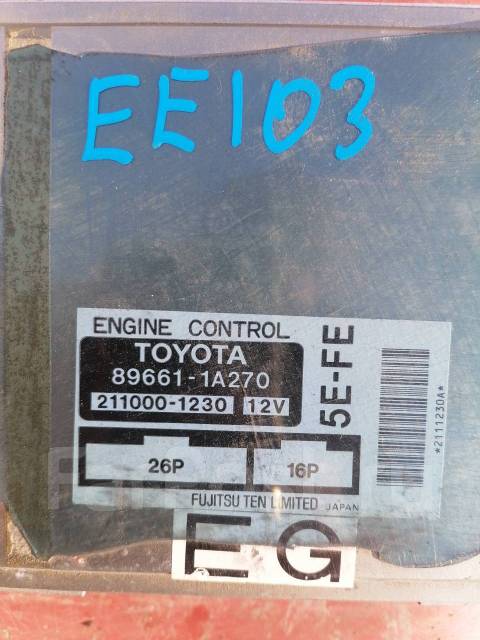 EE103
ENGINE CONTROL
TOYOTA
89661-1A270
211000-1230 12V
5E-FE
26P 16P
*2111230A*
FUJITSU TEN LIMITED JAPAN
EG